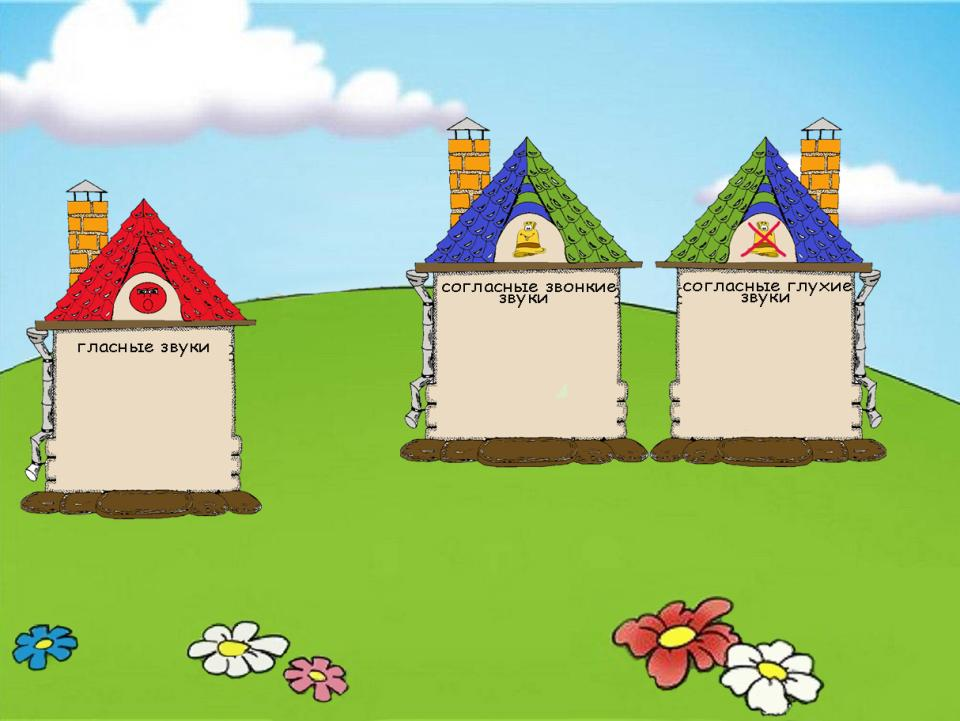 гласные звуки
согласные звонкие
звуки
согласные глухие
звуки